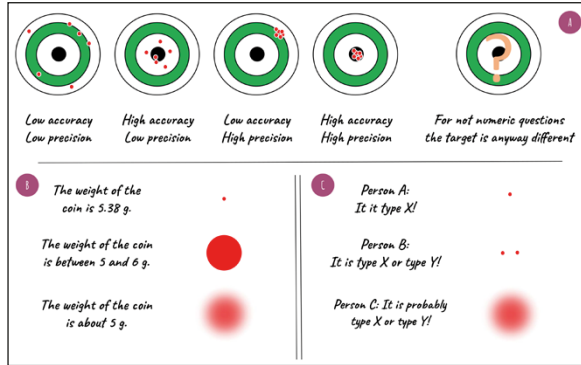 A
Low accuracy
Low precision
High accuracy
Low precision
Low accuracy
High precision
High accuracy
High precision
?
For not numeric questions
the target is anyway different
B
The weight of the
coin is 5.38 g.
The weight of the coin
is between 5 and 6 g.
The weight of the coin
is about 5 g.
C
Person A:
It it type X!
Person B:
It is type X or type Y!
Person C: It is probably
type X or type Y!